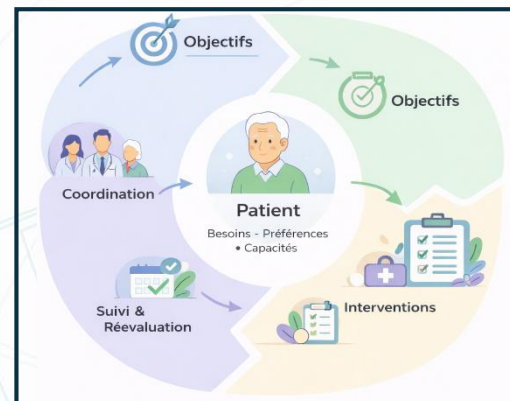 Objectifs
Objectifs
Coordination
Patient
Besoins - Préférences
• Capacités
Suivi &
Réevaluation
Interventions